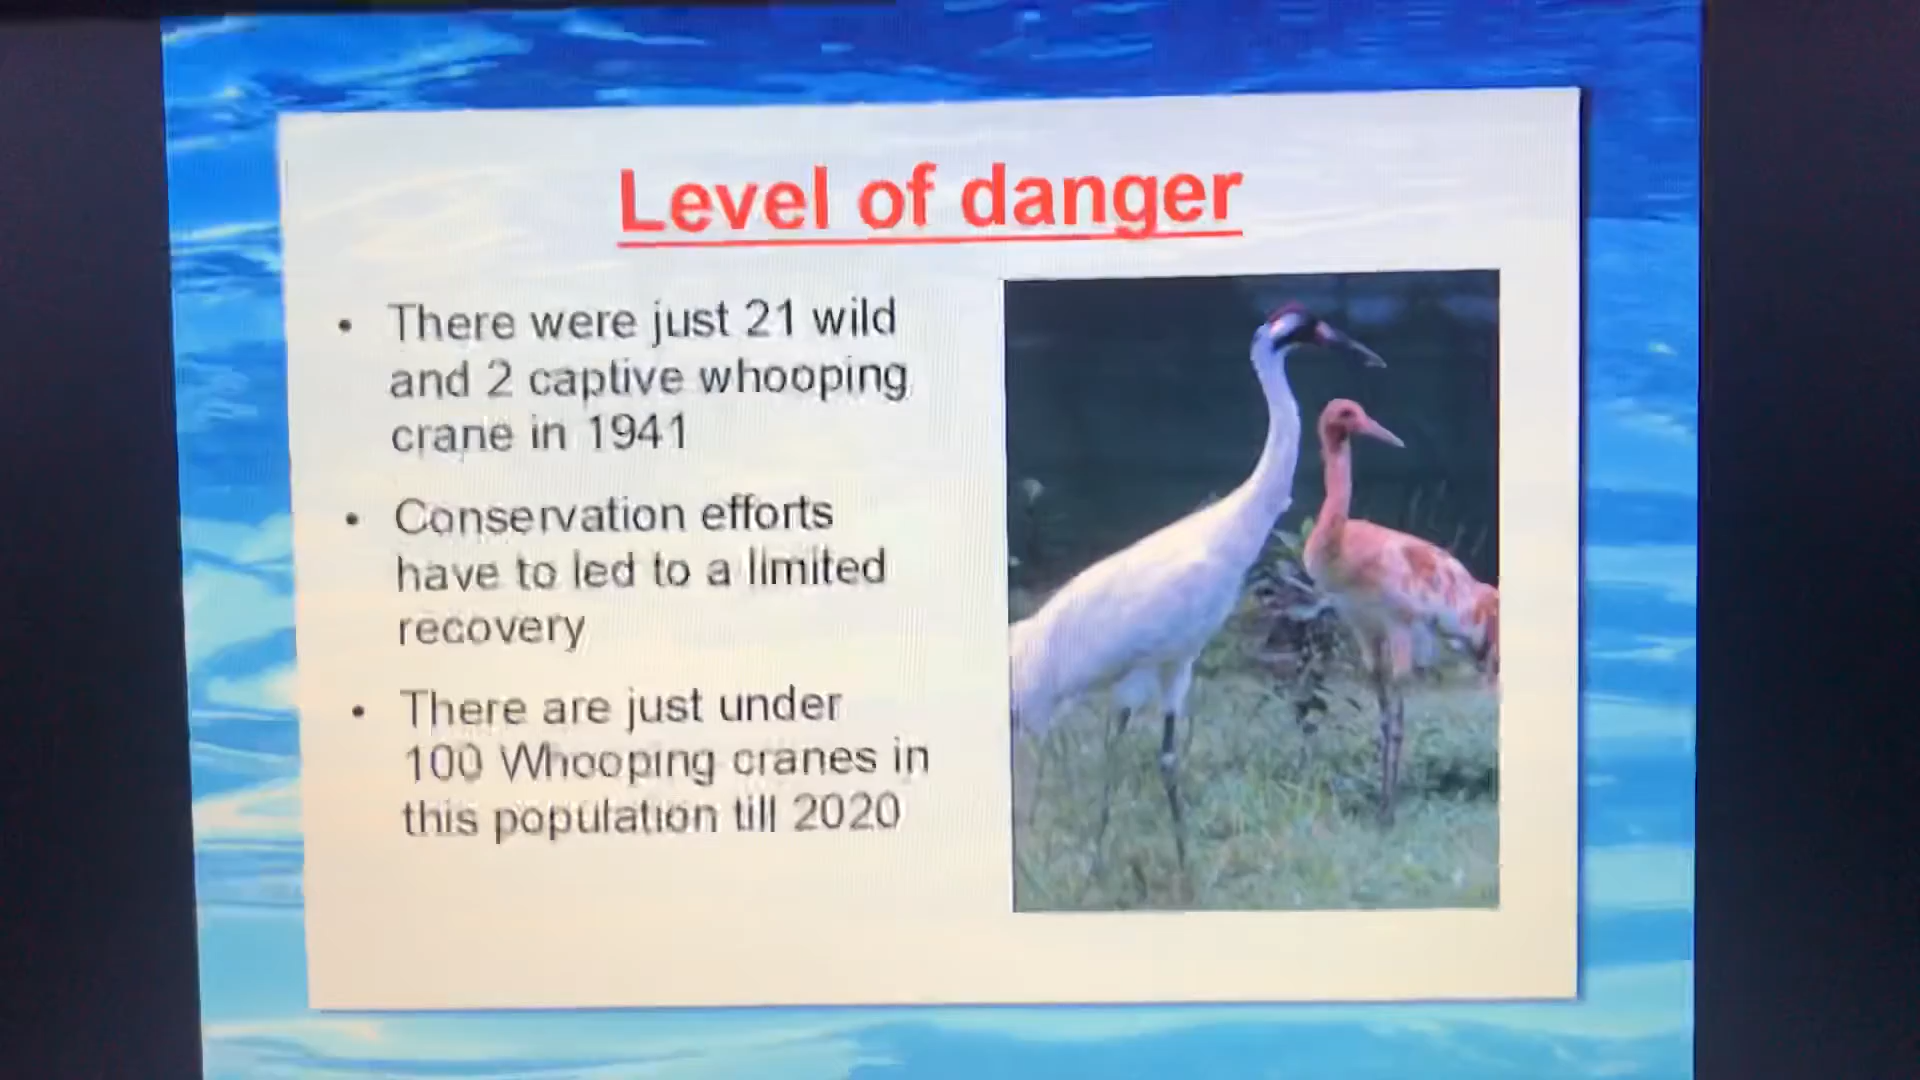 Level of danger
• There were just 21 wild
and 2 captive whooping
crane in 1941
• Conservation efforts
have to led to a limited
recovery
• There are just under
100 Whooping cranes in
this population till 2020